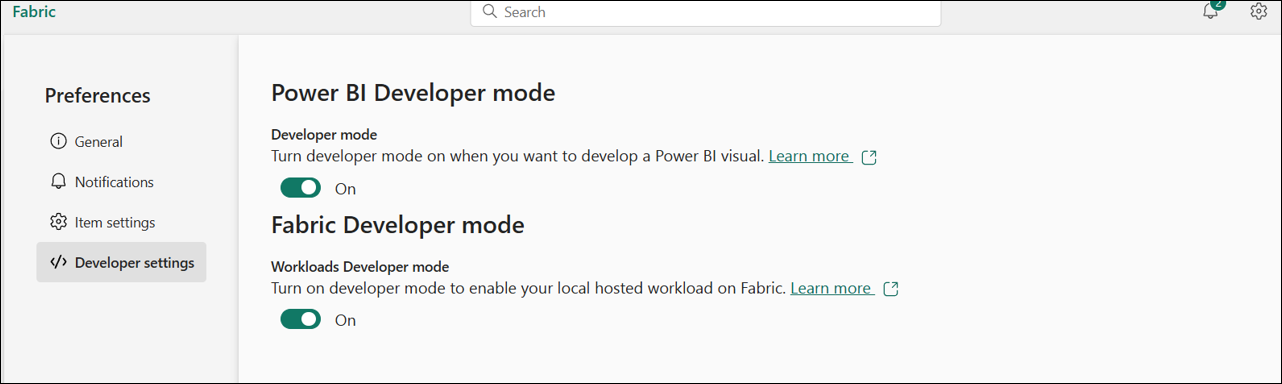 Fabric
Search
2
Preferences
General
Notifications
Item settings
Developer settings
Power BI Developer mode
Developer mode
Turn developer mode on when you want to develop a Power BI visual. Learn more
On
Fabric Developer mode
Workloads Developer mode
Turn on developer mode to enable your local hosted workload on Fabric. Learn more
On